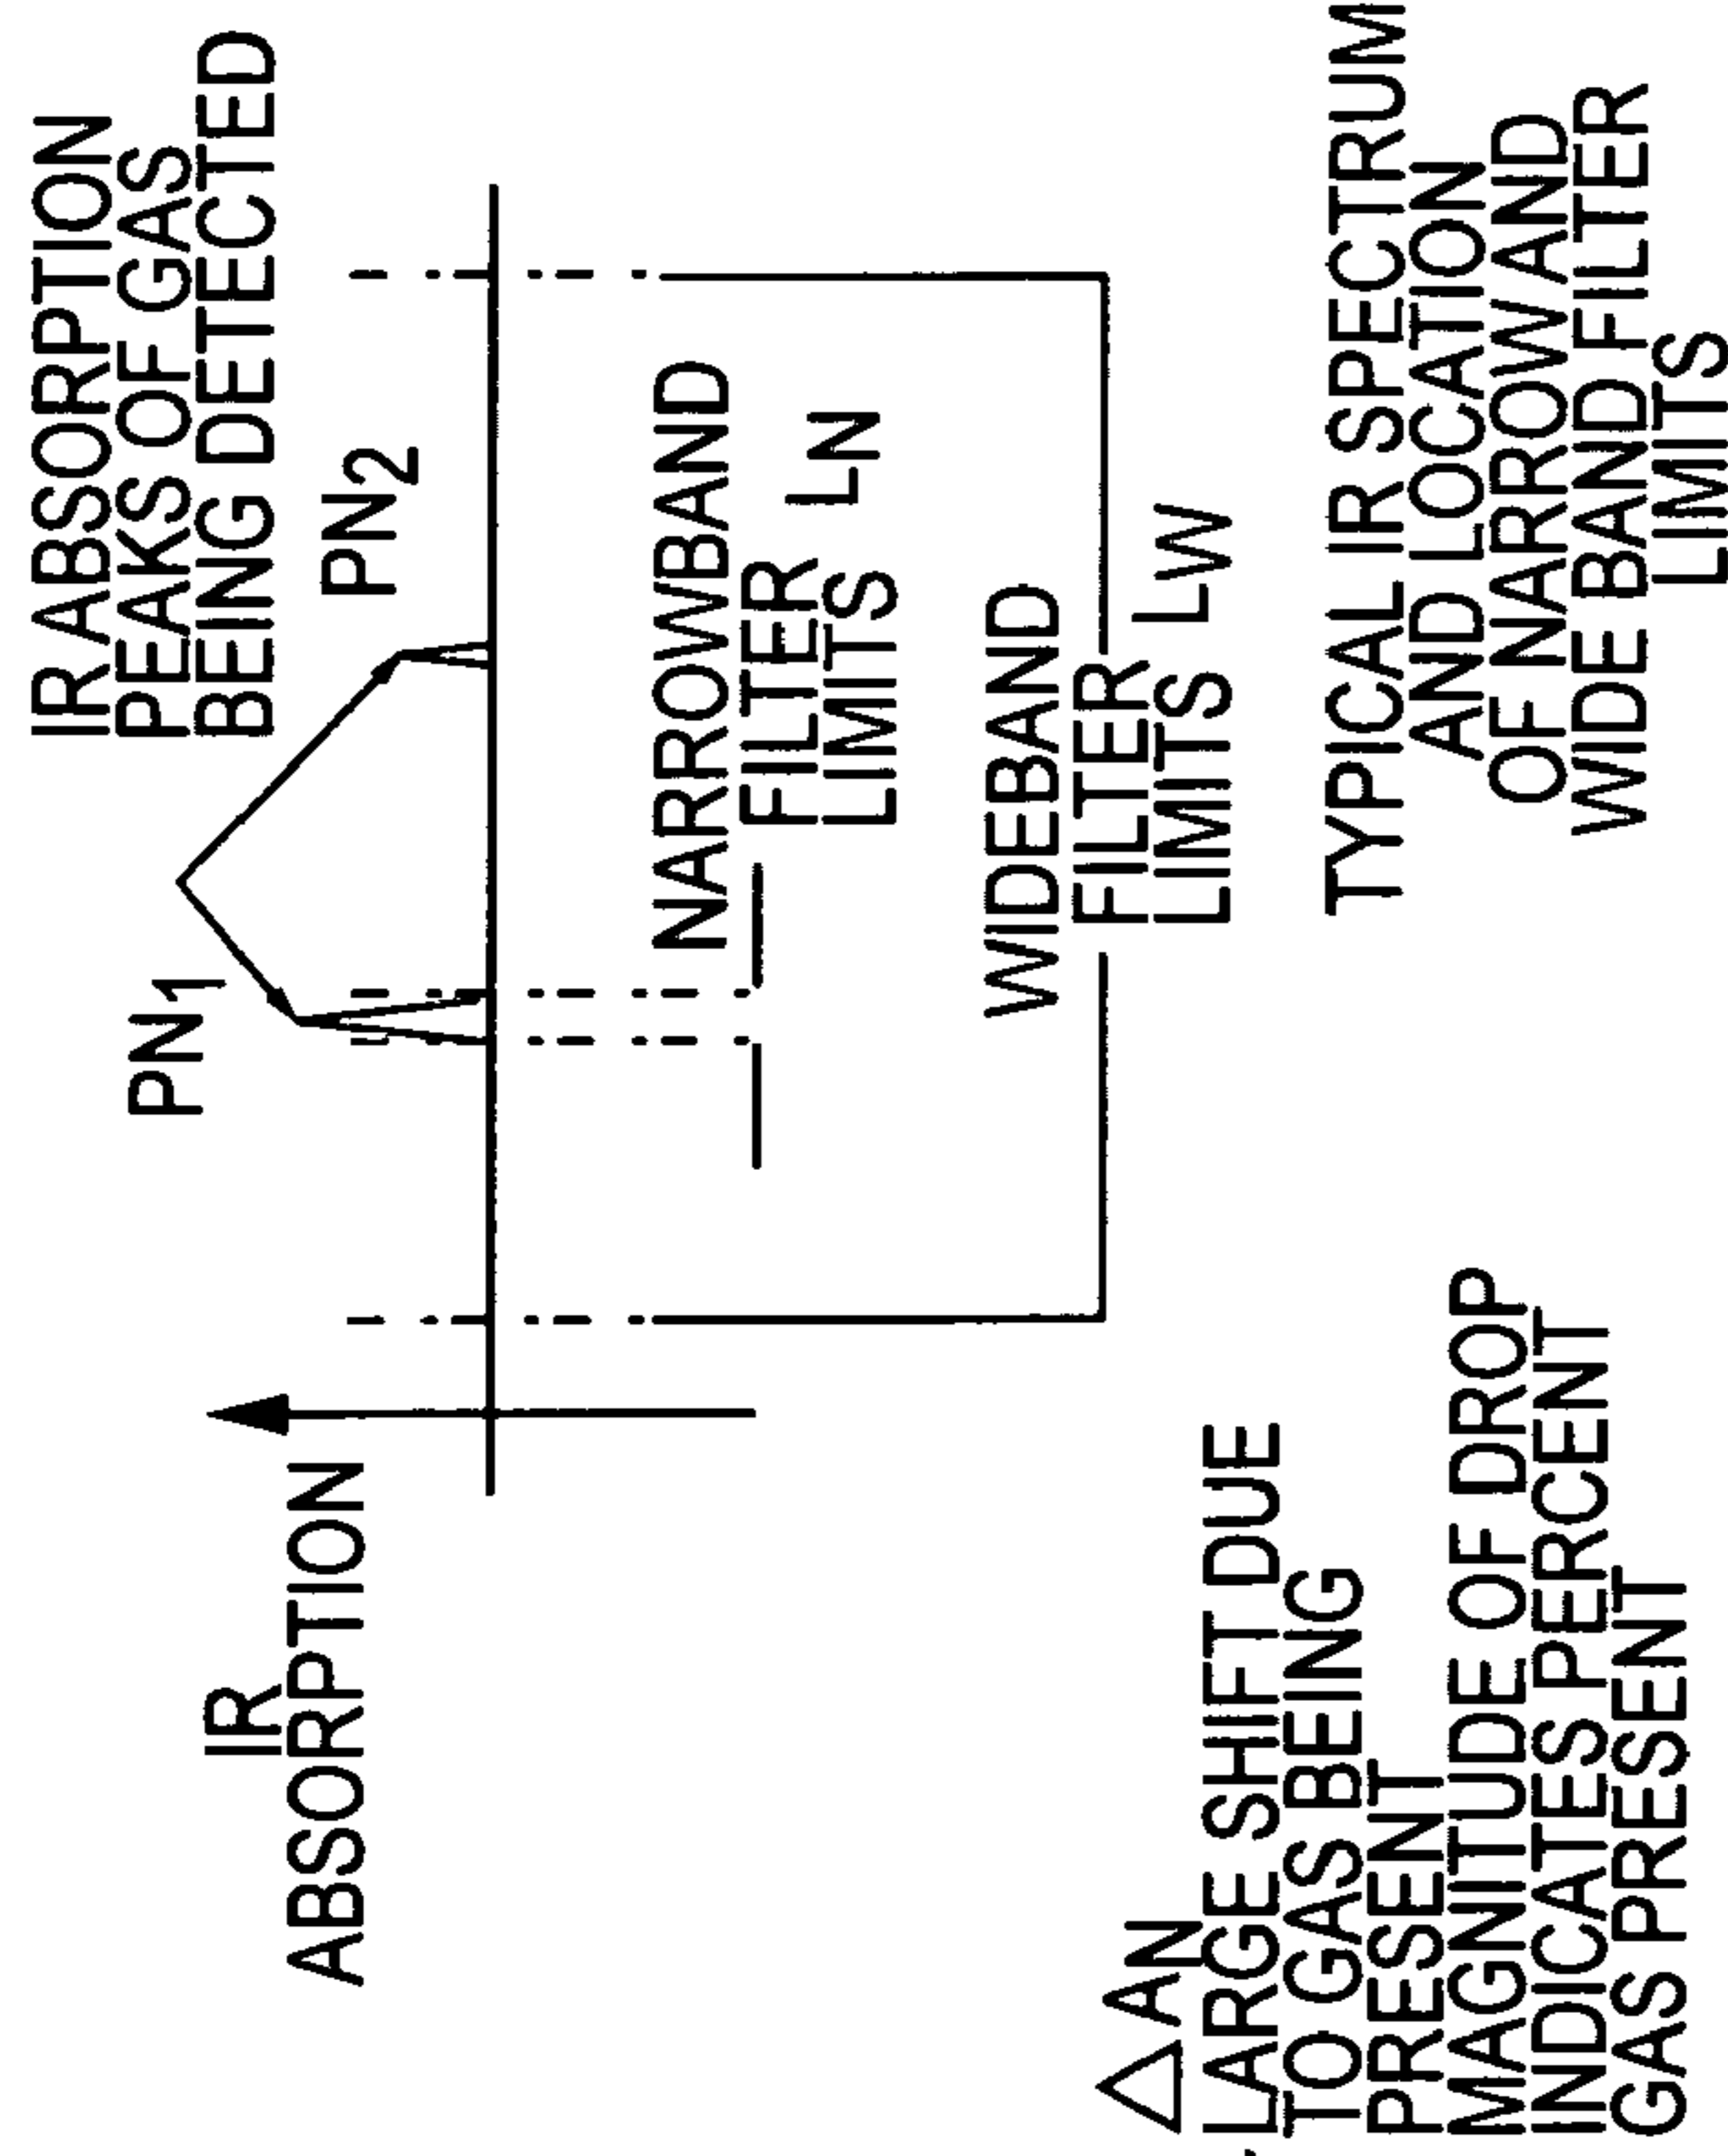 IR ABSORPTION
PEAKS OF GAS
BEING DETECTED
PN1
PN2
IR
ABSORPTION
NARROWBAND
FILTER
LIMITS LN
WIDEBAND
FILTER
LIMITS LW
△AN
LARGE SHIFT DUE
TO GAS BEING
PRESENT
MAGNITUDE OF DROP
INDICATES PERCENT
GAS PRESENT
TYPICAL IR SPECTRUM
AND LOCATION
OF NARROW AND
WIDE BAND FILTER
LIMITS